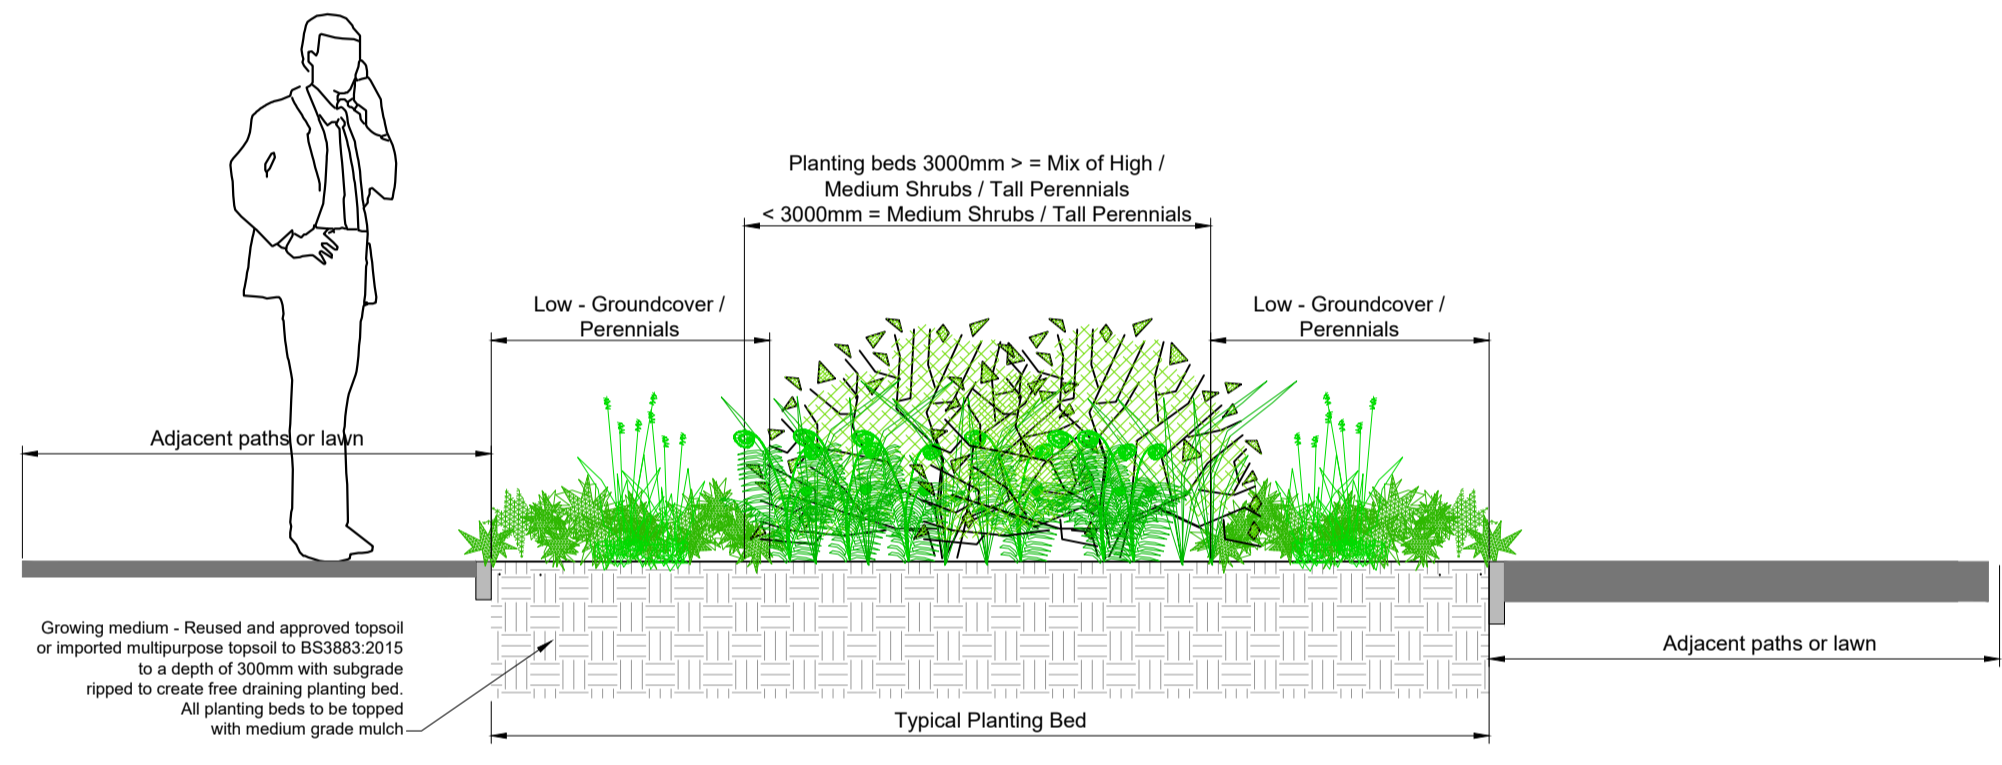 Planting beds 3000mm > = Mix of High /
Medium Shrubs / Tall Perennials
< 3000mm = Medium Shrubs / Tall Perennials
Low - Groundcover /
Perennials
Low - Groundcover /
Perennials
Adjacent paths or lawn
Growing medium - Reused and approved topsoil
or imported multipurpose topsoil to BS3883:2015
to a depth of 300mm with subgrade
ripped to create free draining planting bed.
All planting beds to be topped
with medium grade mulch
Adjacent paths or lawn
Typical Planting Bed